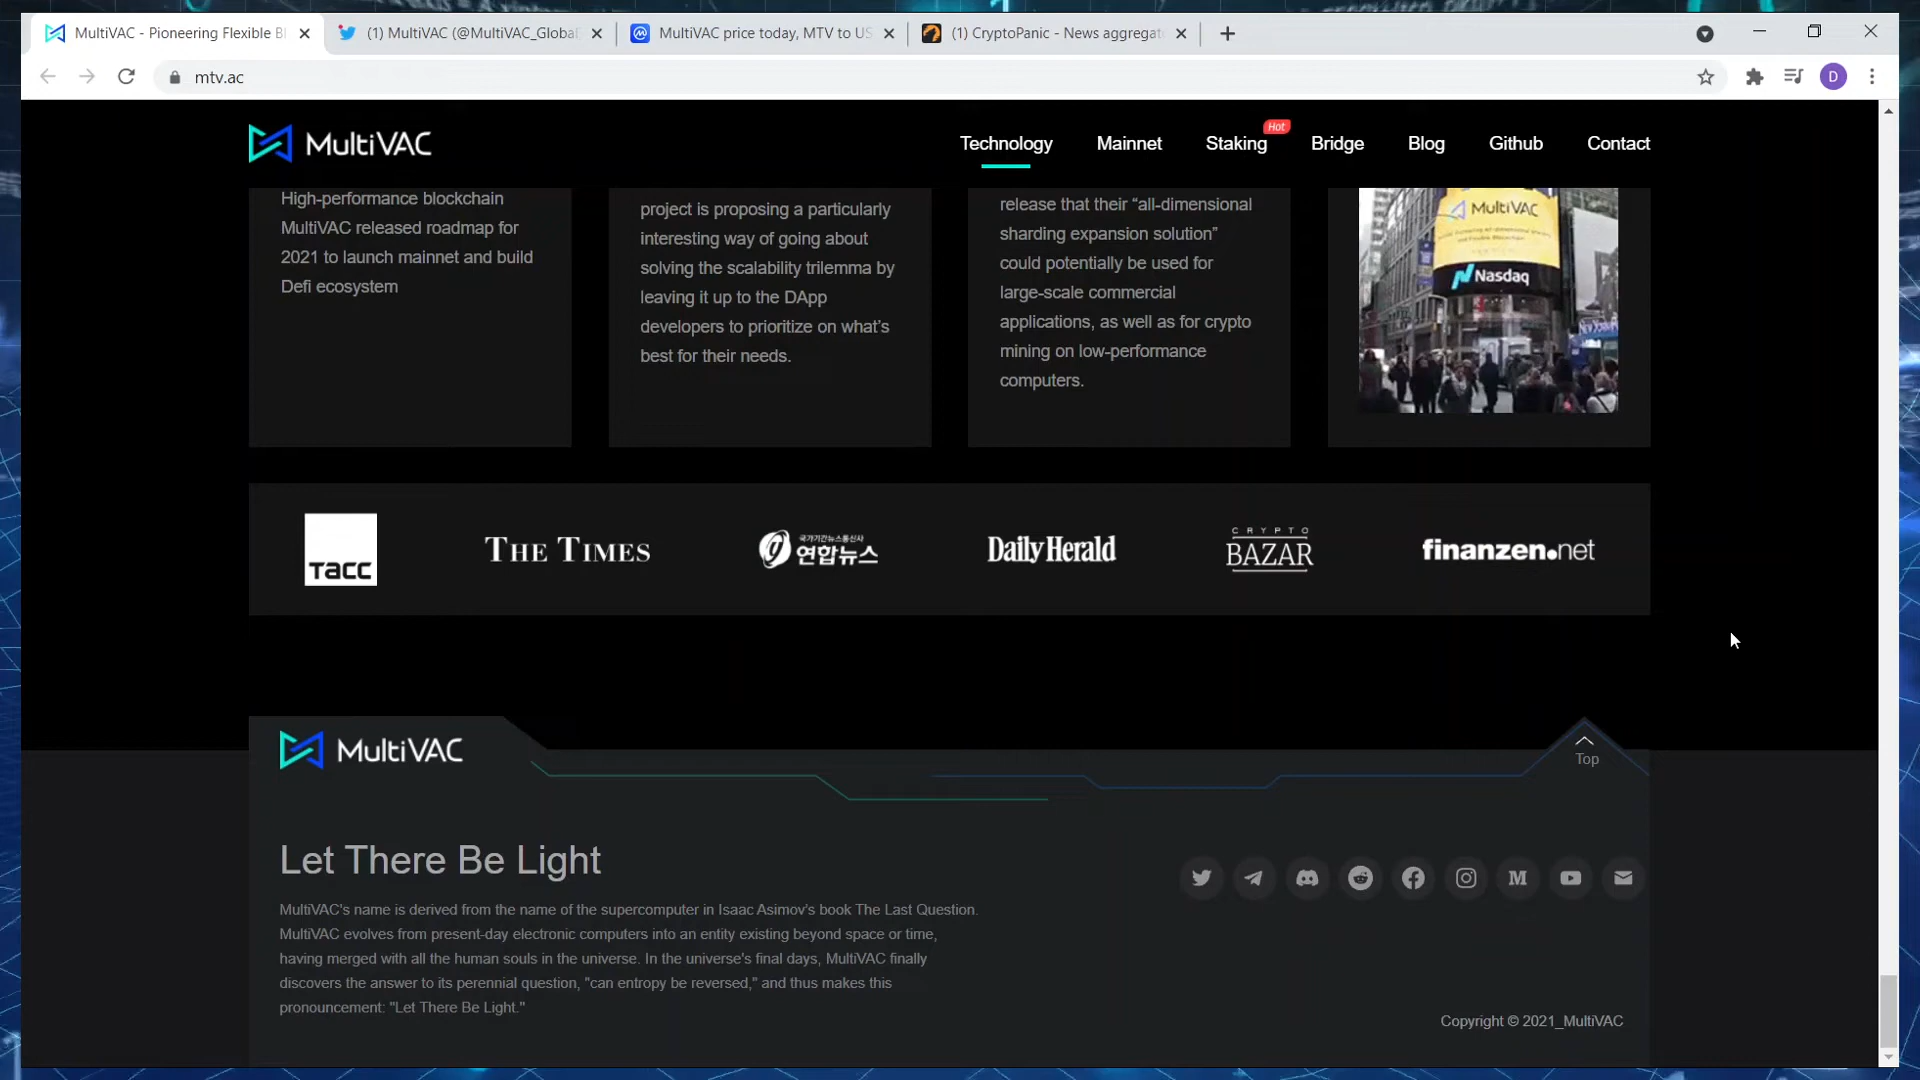 MultiVAC - Pioneering Flexible Bl
(1) MultiVAC (@MultiVAC_Global)
MultiVAC price today, MTV to US
(1) CryptoPanic - News aggregat
D
mtv.ac
MultiVAC
Technology
Mainnet
Staking
Hot
Bridge
Blog
Github
Contact
High-performance blockchain
MultiVAC released roadmap for
2021 to launch mainnet and build
Defi ecosystem
project is proposing a particularly
interesting way of going about
solving the scalability trilemma by
leaving it up to the DApp
developers to prioritize on what's
best for their needs.
release that their “all-dimensional
sharding expansion solution”
could potentially be used for
large-scale commercial
applications, as well as for crypto
mining on low-performance
computers.
MultiVAC
Nasdaq
TACC
THE TIMES
국가기간뉴스통신사
연합뉴스
Daily Herald
CRYPTO
BAZAR
finanzen.net
MultiVAC
Top
Let There Be Light
MultiVAC's name is derived from the name of the supercomputer in Isaac Asimov's book The Last Question.
MultiVAC evolves from present-day electronic computers into an entity existing beyond space or time,
having merged with all the human souls in the universe. In the universe's final days, MultiVAC finally
discovers the answer to its perennial question, "can entropy be reversed," and thus makes this
pronouncement: "Let There Be Light."
Copyright © 2021_MultiVAC